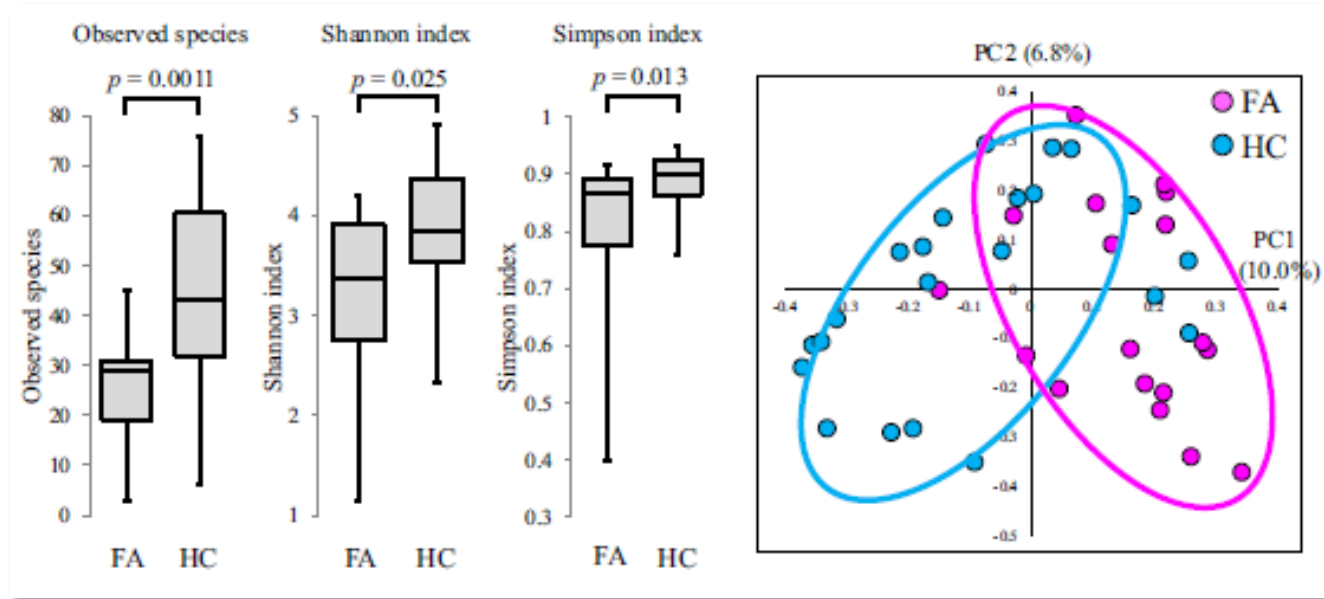 Observed species
p = 0.0011
Observed species
80
70
60
50
40
30
20
10
0
FA HC
Shannon index
p = 0.025
Shannon index
5
4
3
2
1
FA HC
Simpson index
p = 0.013
Simpson index
1
0.9
0.8
0.7
0.6
0.5
0.4
0.3
FA HC
PC2 (6.8%)
FA
HC
PC1
(10.0%)
0.4
0.2
0.1
0
-0.2
-0.3
-0.4
-0.5
-0.4
-0.3
-0.2
-0.1
0
0.1
0.2
0.3
0.4